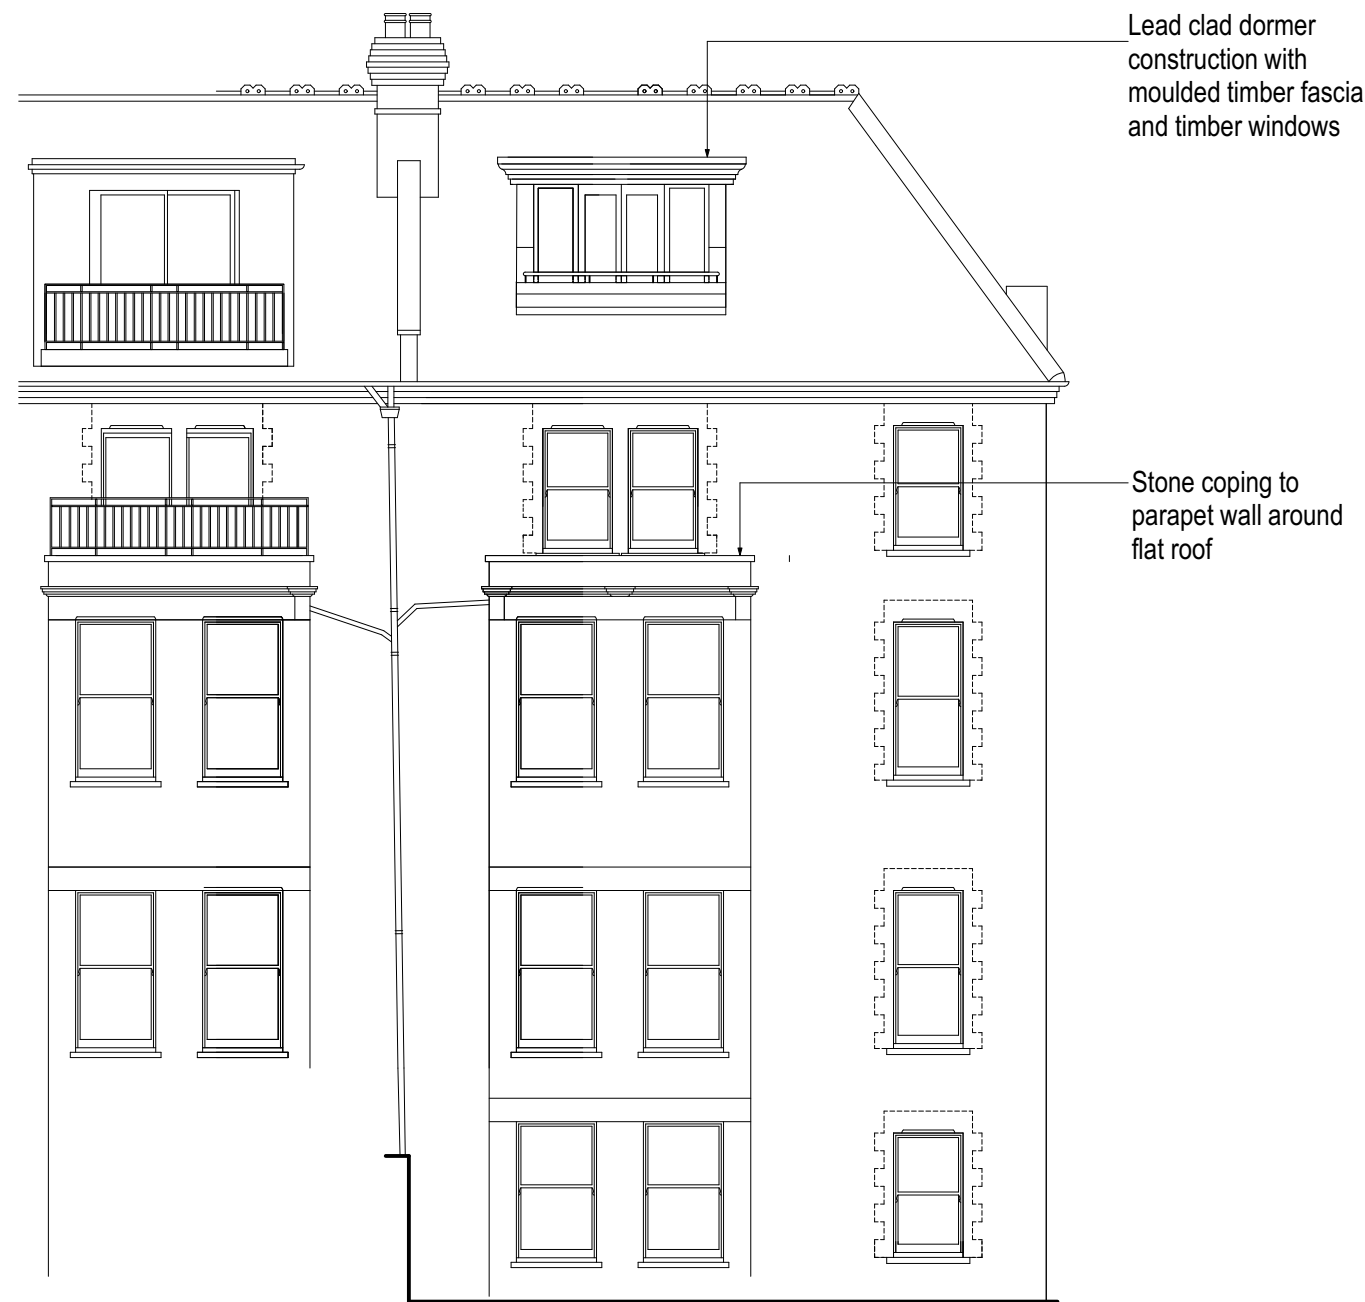 Lead clad dormer
construction with
moulded timber fascia
and timber windows
Stone coping to
parapet wall around
flat roof